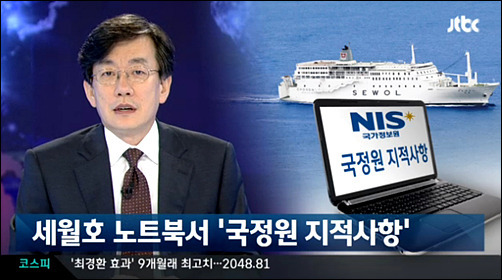 jtbc
SEWOL
NIS
국가정보원
국정원 지적사항
세월호 노트북서 '국정원 지적사항'
코스피 '최경환 효과' 9개월래 최고치…2048.81